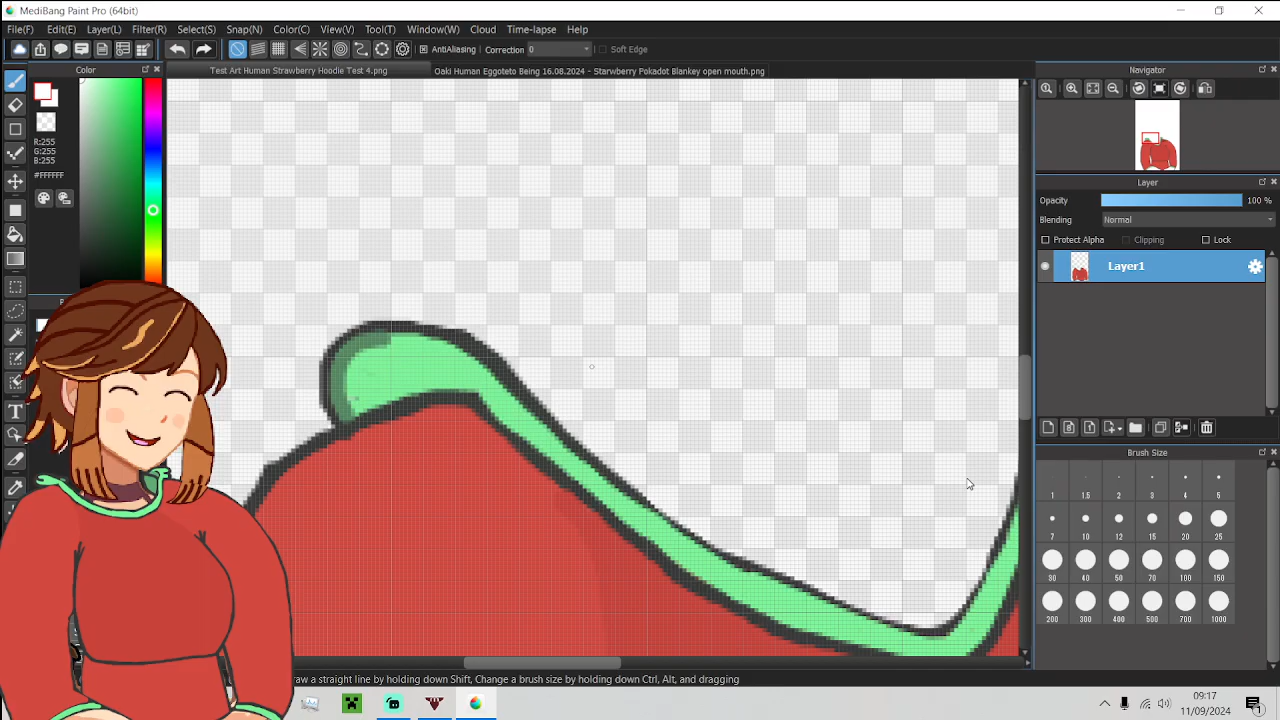 MediBang Paint Pro (64bit)
File(F) Edit(E) Layer(L) Filter(R) Select(S) Snap(N) Color(C) View(V) Tool(T) Window(W) Cloud Time-lapse Help
AntiAliasing Correction 0 Soft Edge
Color
Test Art Human Strawberry Hoodie Test 4.png
Oaki Human Eggoteto Being 16.08.2024 - Starwberry Pokadot Blankey open mouth.png
Navigator
R:255
G:255
B:255
#FFFFFF
Layer
Opacity 100 %
Blending Normal
Protect Alpha Clipping Lock
Layer1
Brush Size
1 1.5 2 3 4 5
7 10 12 15 20 25
30 40 50 70 100 150
200 300 400 500 700 1000
raw a straight line by holding down Shift, Change a brush size by holding down Ctrl, Alt, and dragging
09:17
11/09/2024